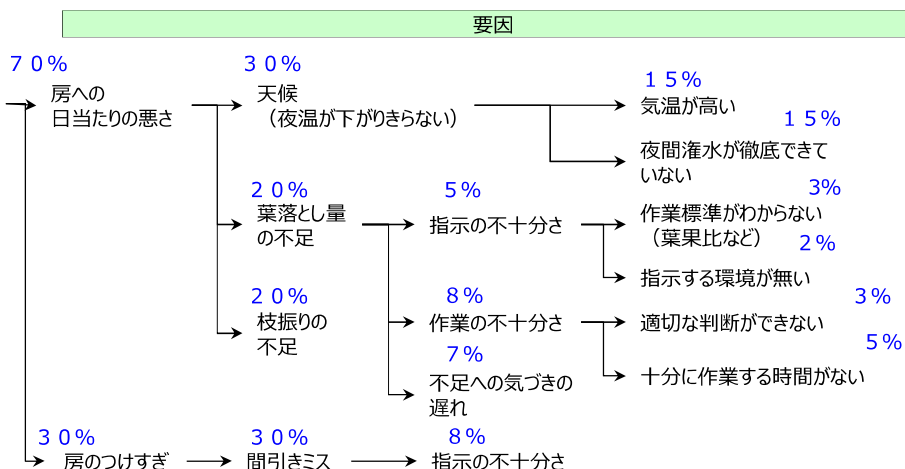 要因
７０%
房への
日当たりの悪さ
３０%
天候
（夜温が下がりきらない）
１５%
気温が高い
１５%
夜間潅水が徹底できて
いない
２０%
葉落とし量
の不足
５%
指示の不十分さ
3%
作業標準がわからない
（葉果比など）
２%
指示する環境が無い
２０%
枝振りの
不足
８%
作業の不十分さ
３%
適切な判断ができない
５%
十分に作業する時間がない
７%
不足への気づきの
遅れ
３０%
房のつけすぎ
３０%
間引きミス
８%
指示の不十分さ